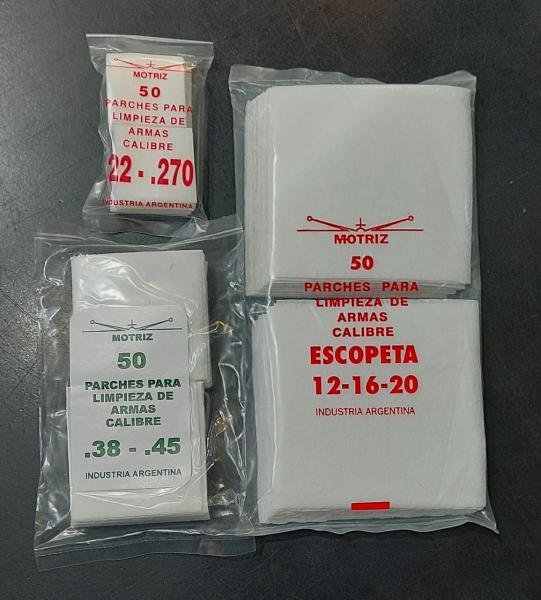 MOTRIZ
50
PARCHES PARA
LIMPIEZA DE
ARMAS
CALIBRE
22 - .270
INDUSTRIA ARGENTINA
MOTRIZ
50
PARCHES PARA
LIMPIEZA DE
ARMAS
CALIBRE
.38 - .45
INDUSTRIA ARGENTINA
MOTRIZ
50
PARCHES PARA
LIMPIEZA DE
ARMAS
CALIBRE
ESCOPETA
12-16-20
INDUSTRIA ARGENTINA